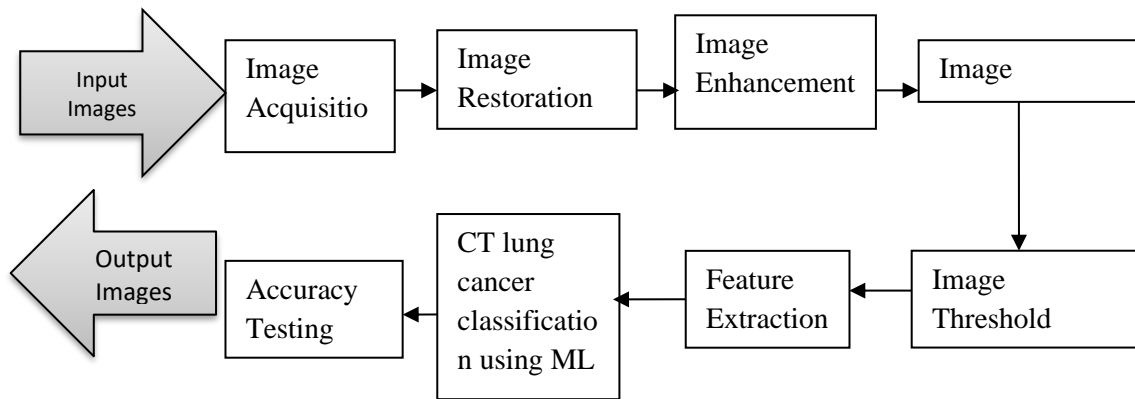 Input
Images
Image
Acquisitio
Image
Restoration
Image
Enhancement
Image
Image
Threshold
Feature
Extraction
CT lung
cancer
classificatio
n using ML
Accuracy
Testing
Output
Images